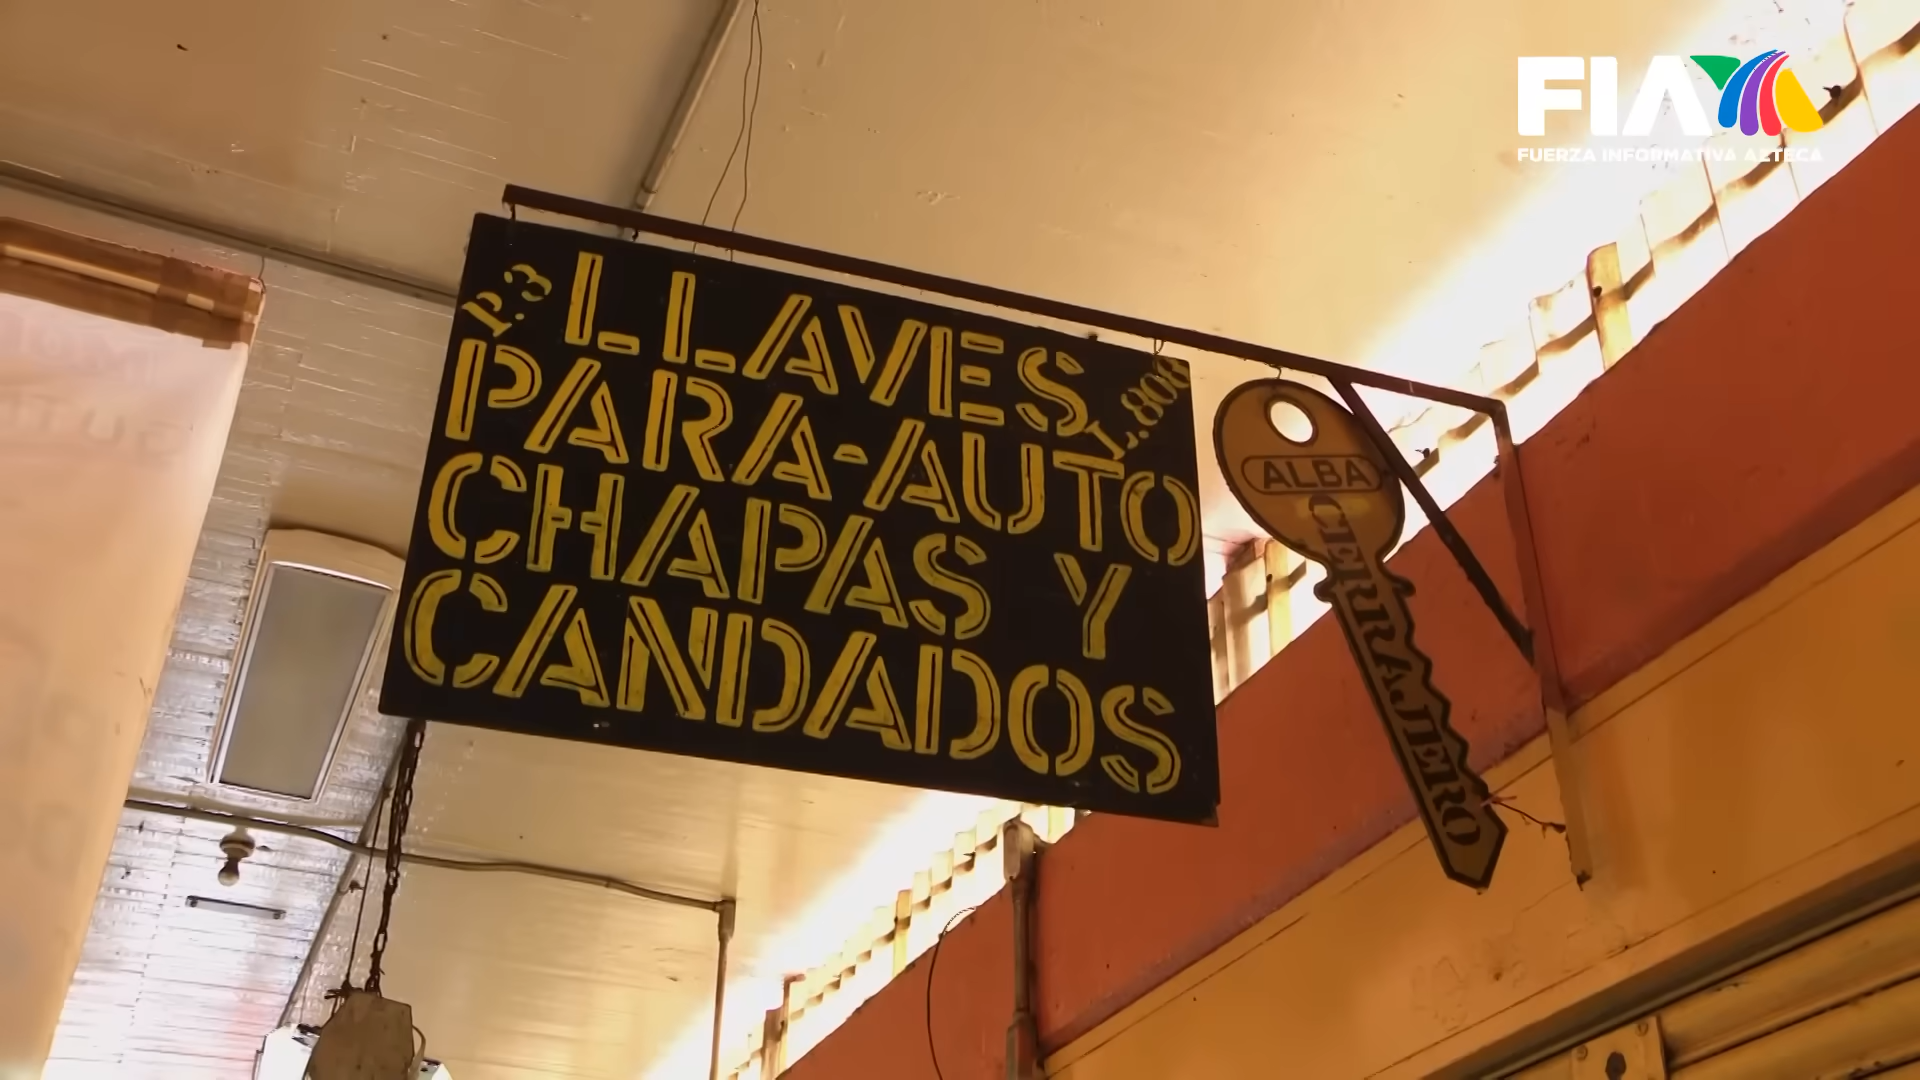 FIA
FUERZA INFORMATIVA AZTECA
P.3
LLAVES
L.808
PARA-AUTO
CHAPAS Y
CANDADOS
ALBA
CERRAJERO